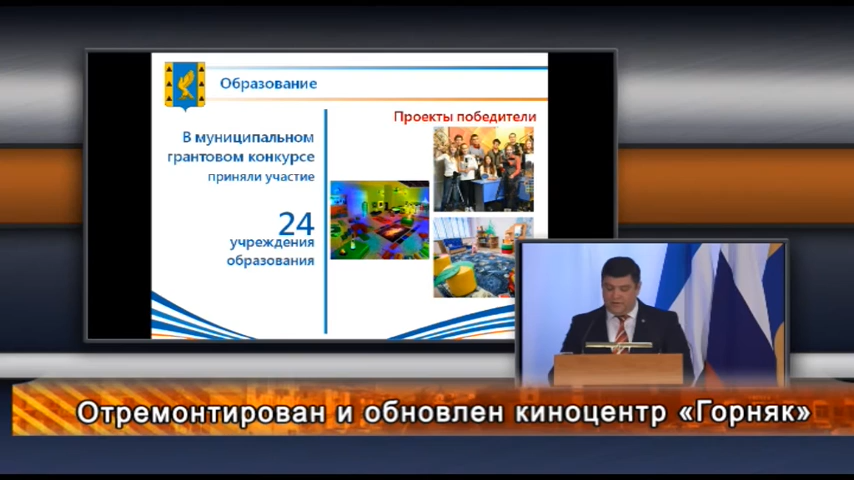 Образование
Проекты победители
В муниципальном
грантовом конкурсе
приняли участие
24
учреждения
образования
Отремонтирован и обновлен киноцентр «Горняк»